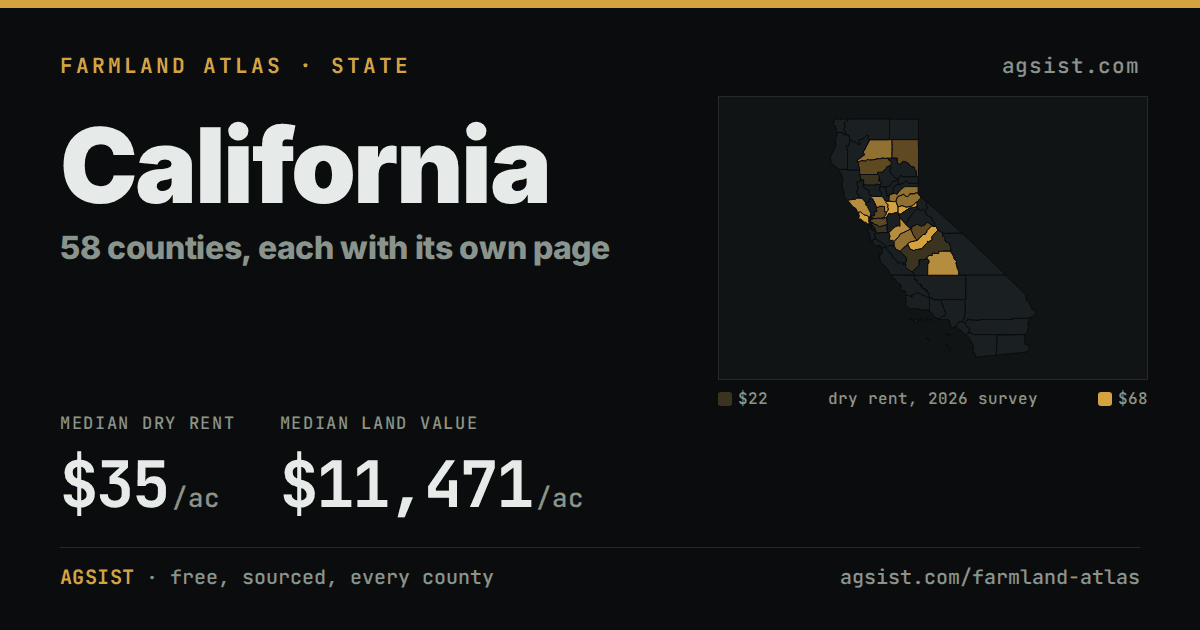 FARMLAND ATLAS · STATE
agsist.com
California
58 counties, each with its own page
$22 dry rent, 2026 survey $68
MEDIAN DRY RENT MEDIAN LAND VALUE
$35/ac $11,471/ac
AGSIST · free, sourced, every county
agsist.com/farmland-atlas